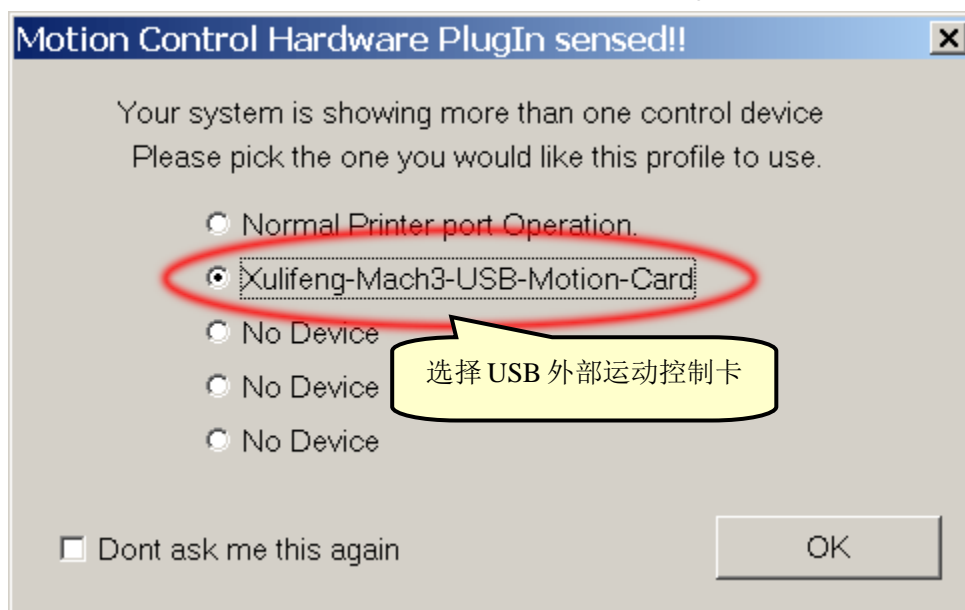 Motion Control Hardware PlugIn sensed!!
Your system is showing more than one control device
Please pick the one you would like this profile to use.
Normal Printer port Operation.
Xulifeng-Mach3-USB-Motion-Card
No Device
选择 USB 外部运动控制卡
No Device
No Device
Dont ask me this again
OK